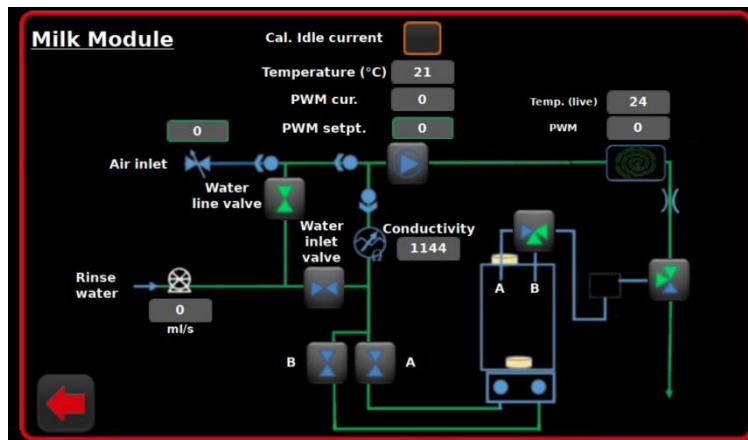 Milk Module
Cal. Idle current
Temperature (°C) 21
PWM cur. 0
PWM setpt. 0
Temp. (live) 24
PWM 0
0
Air inlet
Water
line valve
Water
inlet
valve
Conductivity
1144
Rinse
water
0
ml/s
A B
B A